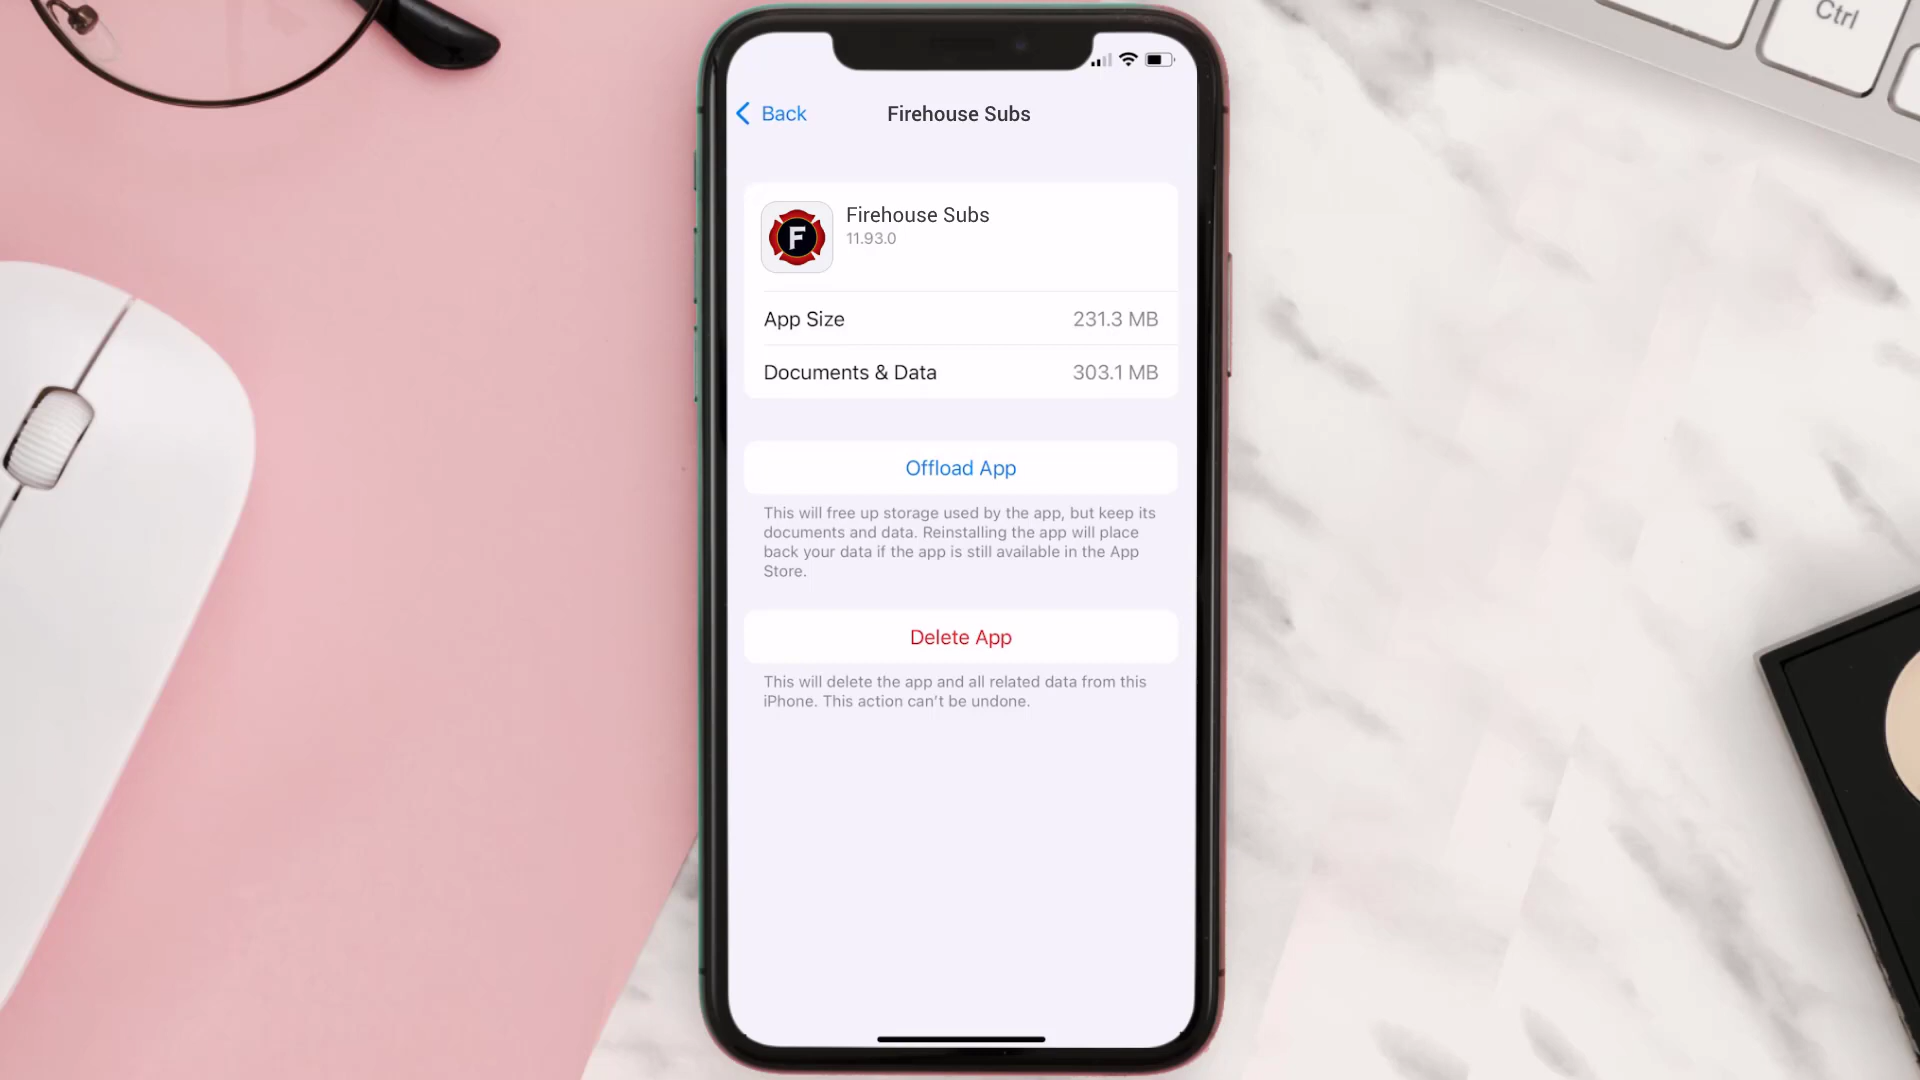 Ctrl
Back
Firehouse Subs
F
Firehouse Subs
11.93.0
App Size
231.3 MB
Documents & Data
303.1 MB
Offload App
This will free up storage used by the app, but keep its
documents and data. Reinstalling the app will place
back your data if the app is still available in the App
Store.
Delete App
This will delete the app and all related data from this
iPhone. This action can't be undone.